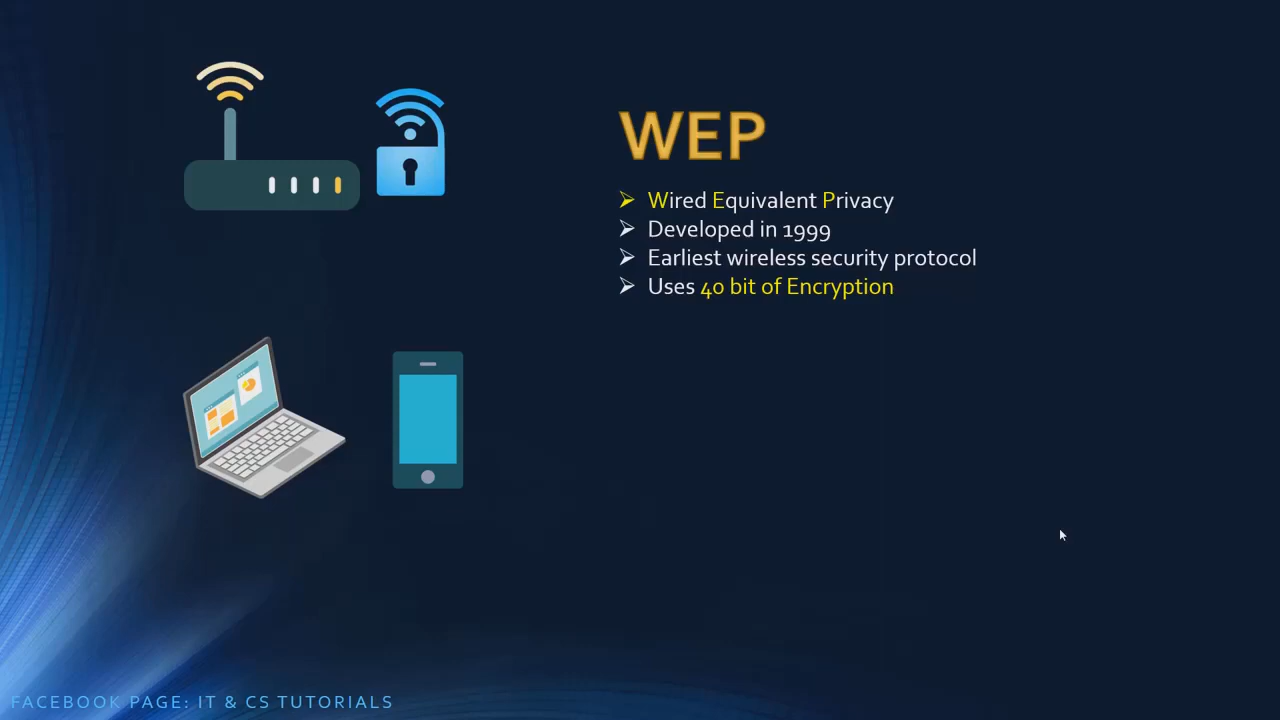 WEP
Wired Equivalent Privacy
Developed in 1999
Earliest wireless security protocol
Uses 40 bit of Encryption
FACEBOOK PAGE: IT & CS TUTORIALS